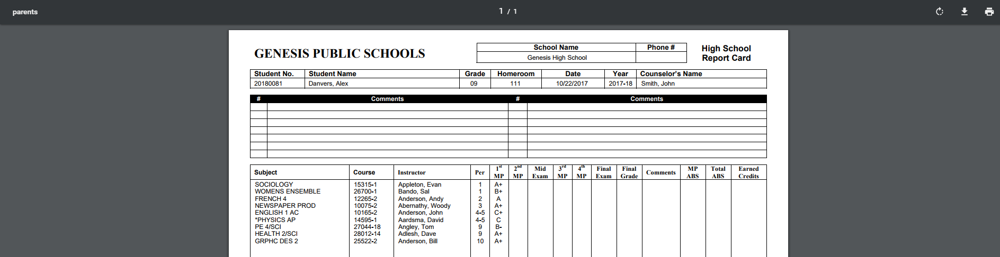 parents
1 / 1
GENESIS PUBLIC SCHOOLS
School Name Phone #
Genesis High School
High School
Report Card
Student No. Student Name Grade Homeroom Date Year Counselor's Name
20180081 Danvers, Alex 09 111 10/22/2017 2017-18 Smith, John
# Comments # Comments
Subject Course Instructor Per 1st MP 2nd MP Mid Exam 3rd MP 4th MP Final Exam Final Grade Comments MP ABS Total ABS Earned Credits
SOCIOLOGY 15315-1 Appleton, Evan 1 A+
WOMENS ENSEMBLE 26700-1 Bando, Sal 1 B+
FRENCH 4 12265-2 Anderson, Andy 2 A
NEWSPAPER PROD 10075-2 Abernathy, Woody 3 A+
ENGLISH 1 AC 10165-2 Anderson, John 4-5 C+
*PHYSICS AP 14595-1 Aardsma, David 4-5 C
PE 4/SCI 27044-18 Angley, Tom 9 B-
HEALTH 2/SCI 28012-14 Adlesh, Dave 9 A+
GRPHC DES 2 25522-2 Anderson, Bill 10 A+